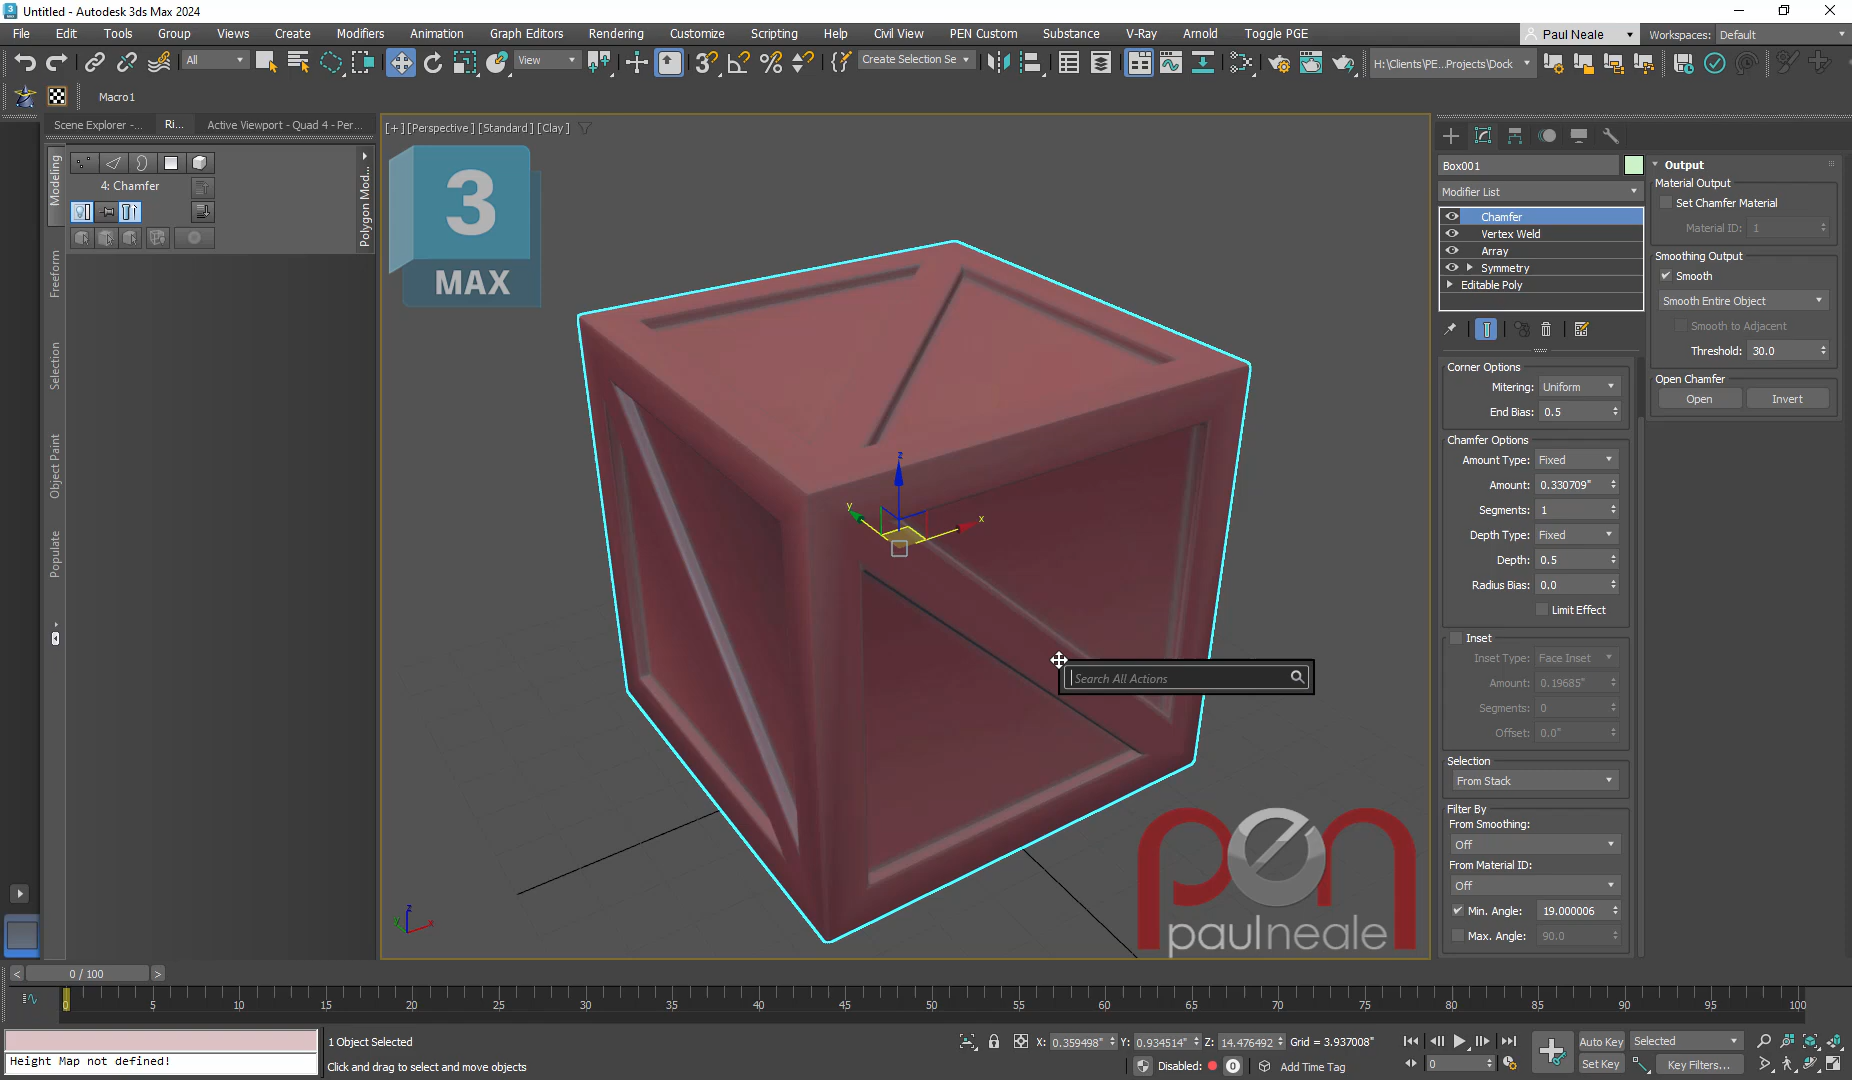 Untitled - Autodesk 3ds Max 2024
File Edit Tools Group Views Create Modifiers Animation Graph Editors Rendering Customize Scripting Help Civil View PEN Custom Substance V-Ray Arnold Toggle PGE
Paul Neale Workspaces: Default
All View Create Selection Se H:\Clients\PE...Projects\Dock
Macro1
Scene Explorer -... Ri... Active Viewport - Quad 4 - Per...
[+] [Perspective] [Standard] [Clay]
Modeling
Freeform
Selection
Object Paint
Populate
4: Chamfer
Polygon Mod...
3
MAX
z
y
x
Search All Actions
pen
paulneale
z
y
x
Box001
Modifier List
Chamfer
Vertex Weld
Array
Symmetry
Editable Poly
Corner Options
Mitering: Uniform
End Bias: 0.5
Chamfer Options
Amount Type: Fixed
Amount: 0.330709"
Segments: 1
Depth Type: Fixed
Depth: 0.5
Radius Bias: 0.0
Limit Effect
Inset
Inset Type: Face Inset
Amount: 0.19685"
Segments: 0
Offset: 0.0"
Selection
From Stack
Filter By
From Smoothing:
Off
From Material ID:
Off
Min. Angle: 19.000006
Max. Angle: 90.0
Output
Material Output
Set Chamfer Material
Material ID: 1
Smoothing Output
Smooth
Smooth Entire Object
Smooth to Adjacent
Threshold: 30.0
Open Chamfer
Open Invert
< 0 / 100 >
0 5 10 15 20 25 30 35 40 45 50 55 60 65 70 75 80 85 90 95 100
Height Map not defined!
1 Object Selected
Click and drag to select and move objects
X: 0.359498" Y: 0.934514" Z: 14.476492 Grid = 3.937008"
Disabled: 0 Add Time Tag
0
Auto Key Selected
Set Key Key Filters...